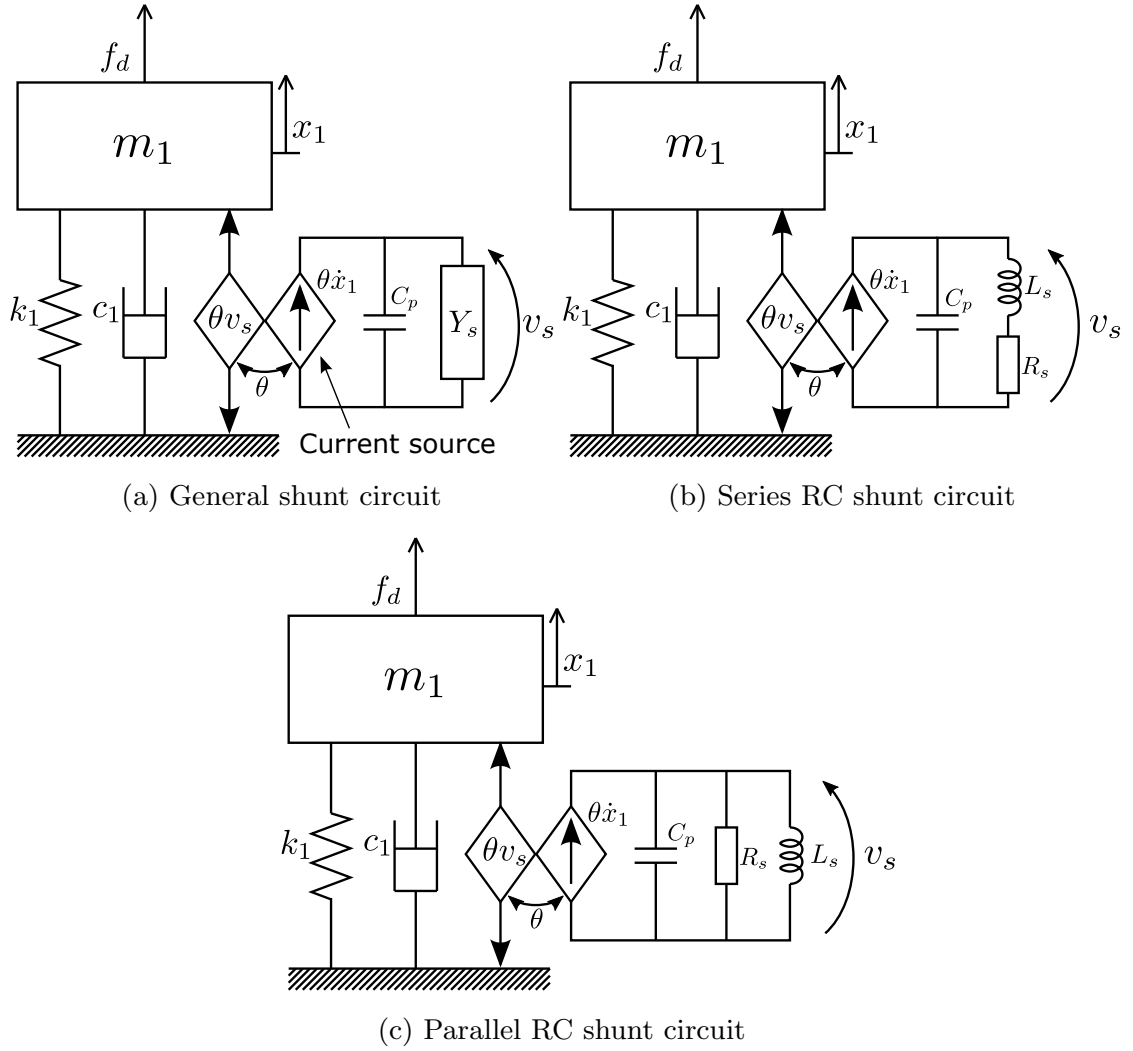 f_d f_d
m_1 x_1 m_1 x_1
k_1 c_1 θv_s θẋ_1 C_p Y_s v_s k_1 c_1 θv_s θẋ_1 C_p L_s R_s v_s
θ θ
Current source
(a) General shunt circuit (b) Series RC shunt circuit
f_d
m_1 x_1
k_1 c_1 θv_s θẋ_1 C_p R_s L_s v_s
θ
(c) Parallel RC shunt circuit